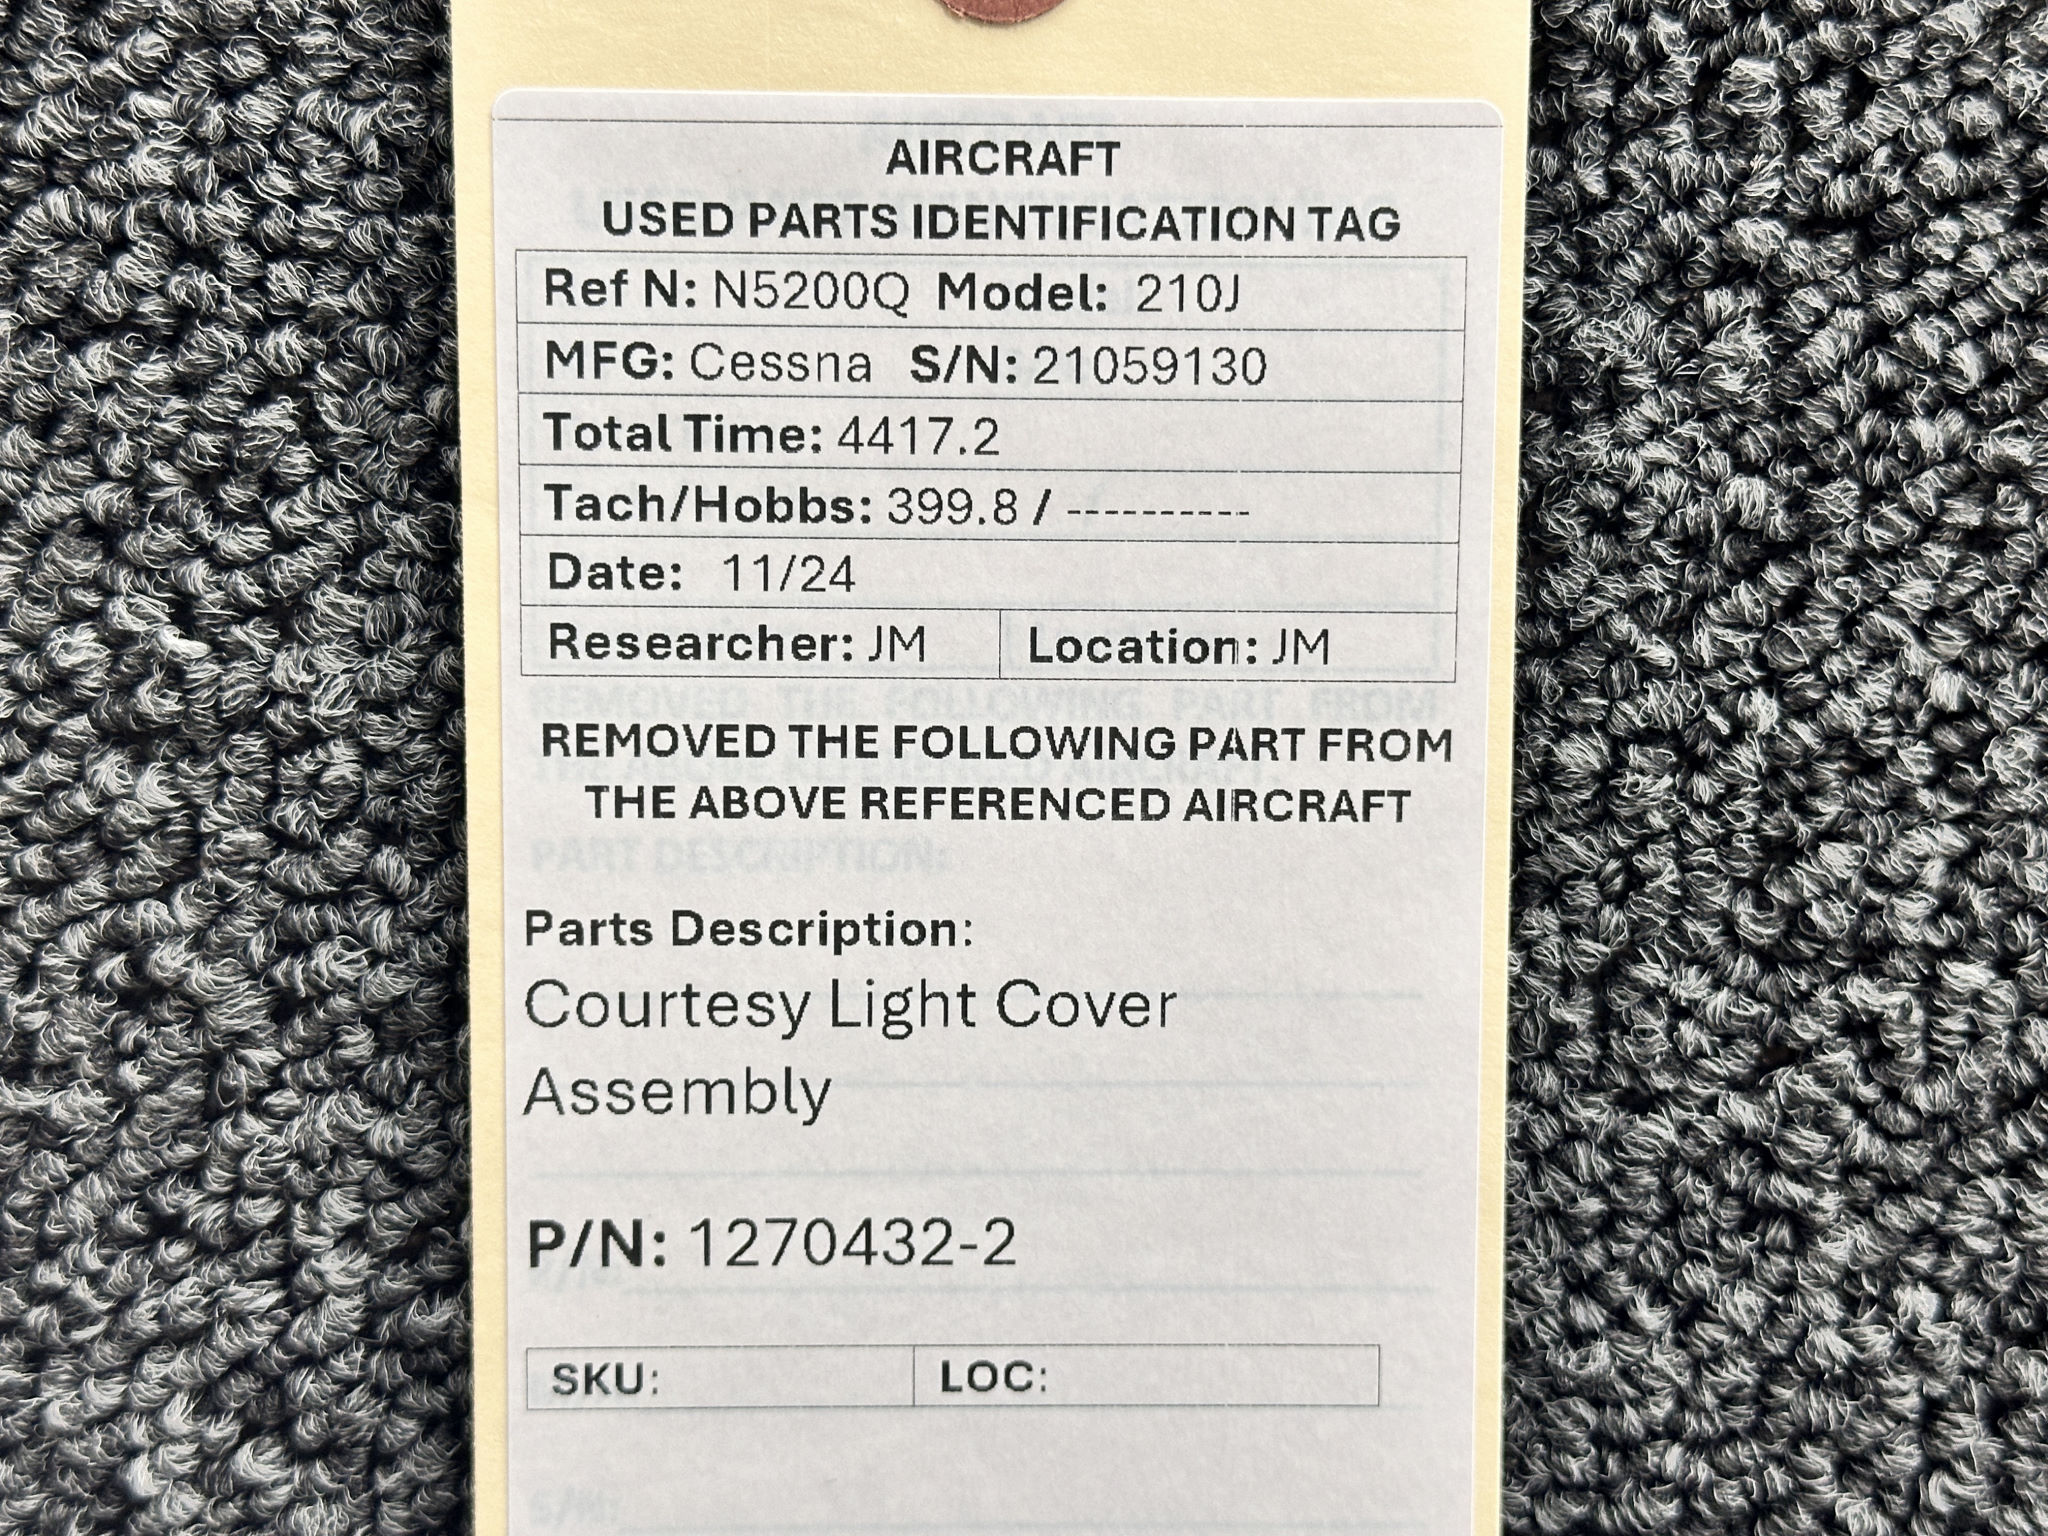 AIRCRAFT
USED PARTS IDENTIFICATION TAG
Ref N: N5200Q Model: 210J
MFG: Cessna S/N: 21059130
Total Time: 4417.2
Tach/Hobbs: 399.8 / ----------
Date: 11/24
Researcher: JM Location: JM
REMOVED THE FOLLOWING PART FROM
THE ABOVE REFERENCED AIRCRAFT
PART DESCRIPTION:
Parts Description:
Courtesy Light Cover
Assembly
P/N: 1270432-2
SKU: LOC:
S/N: